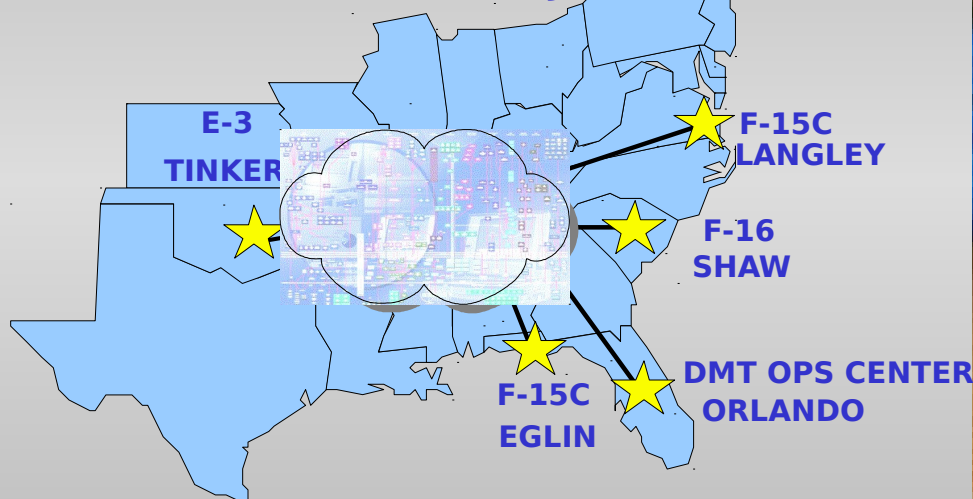 E-3
TINKER
F-15C
LANGLEY
F-16
SHAW
DMT OPS CENTER
ORLANDO
F-15C
EGLIN